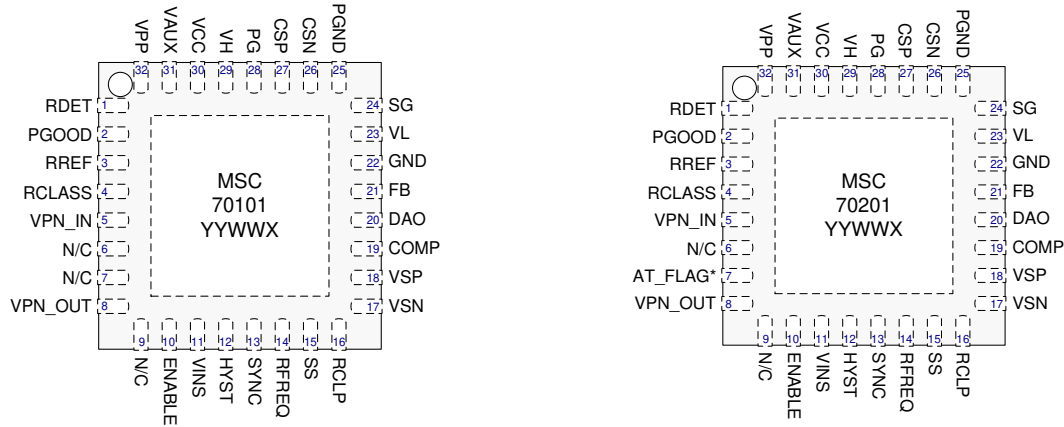 VPP VAUX VCC VH PG CSP CSN PGND
32 31 30 29 28 27 26 25
RDET 1
PGOOD 2
RREF 3
RCLASS 4
VPN_IN 5
N/C 6
N/C 7
VPN_OUT 8
MSC
70101
YYWWX
24 SG
23 VL
22 GND
21 FB
20 DAO
19 COMP
18 VSP
17 VSN
9 10 11 12 13 14 15 16
N/C ENABLE VINS HYST SYNC RFREQ SS RCLP
VPP VAUX VCC VH PG CSP CSN PGND
32 31 30 29 28 27 26 25
RDET 1
PGOOD 2
RREF 3
RCLASS 4
VPN_IN 5
N/C 6
AT_FLAG* 7
VPN_OUT 8
MSC
70201
YYWWX
24 SG
23 VL
22 GND
21 FB
20 DAO
19 COMP
18 VSP
17 VSN
9 10 11 12 13 14 15 16
N/C ENABLE VINS HYST SYNC RFREQ SS RCLP